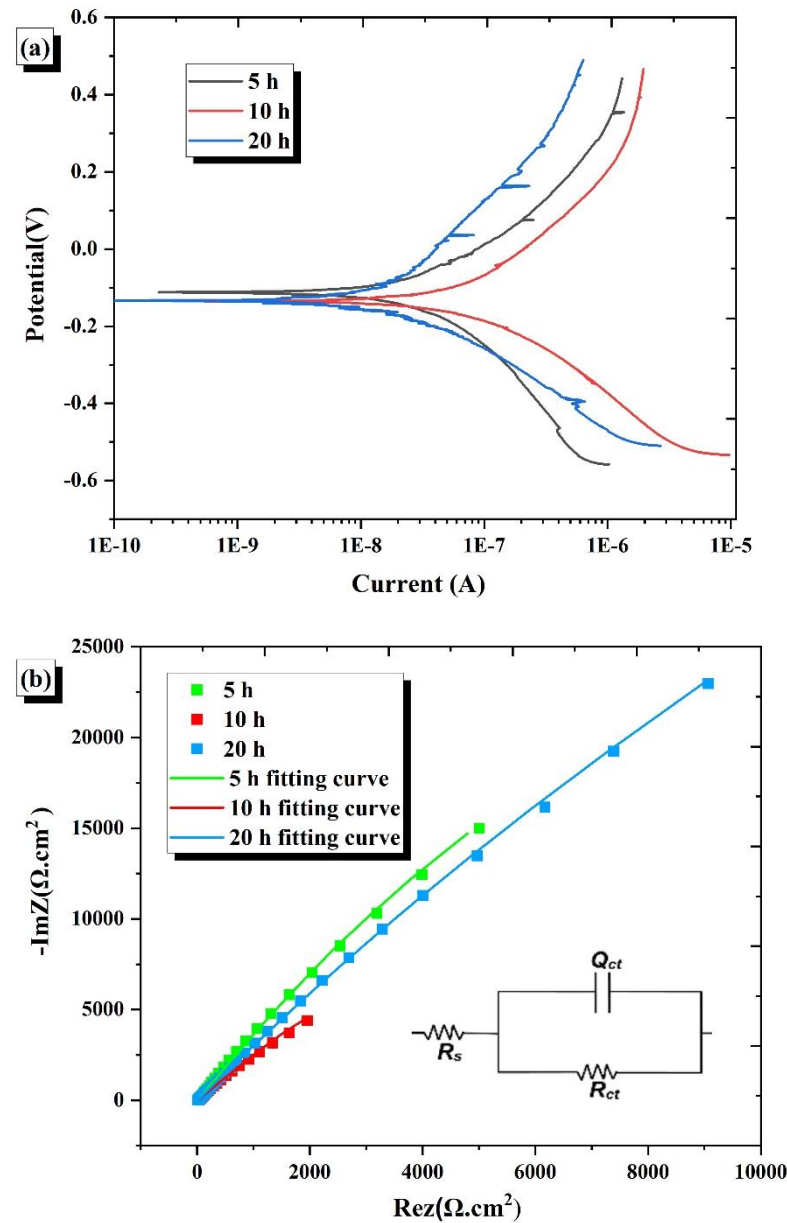 (a)
0.6
0.4
0.2
0.0
-0.2
-0.4
-0.6
Potential(V)
5 h
10 h
20 h
1E-10
1E-9
1E-8
1E-7
1E-6
1E-5
Current (A)
(b)
25000
20000
15000
10000
5000
0
-ImZ(Ω.cm²)
5 h
10 h
20 h
5 h fitting curve
10 h fitting curve
20 h fitting curve
Qct
Rs
Rct
0
2000
4000
6000
8000
10000
Rez(Ω.cm²)